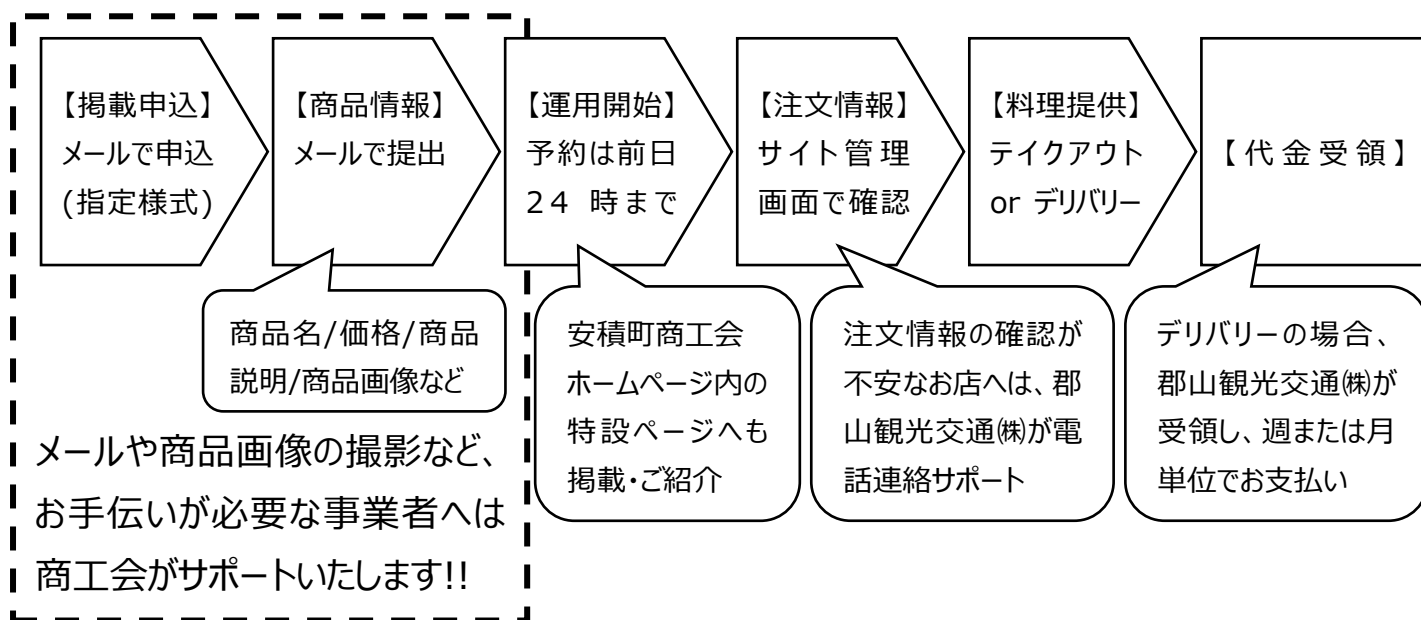 【掲載申込】
メールで申込
(指定様式)
【商品情報】
メールで提出
【運用開始】
予約は前日
24 時まで
【注文情報】
サイト管理
画面で確認
【料理提供】
テイクアウト
or デリバリー
【代金受領】
商品名/価格/商品
説明/商品画像など
安積町商工会
ホームページ内の
特設ページへも
掲載・ご紹介
注文情報の確認が
不安なお店へは、郡
山観光交通㈱が電
話連絡サポート
デリバリーの場合、
郡山観光交通㈱が
受領し、週または月
単位でお支払い
メールや商品画像の撮影など、
お手伝いが必要な事業者へは
商工会がサポートいたします!!